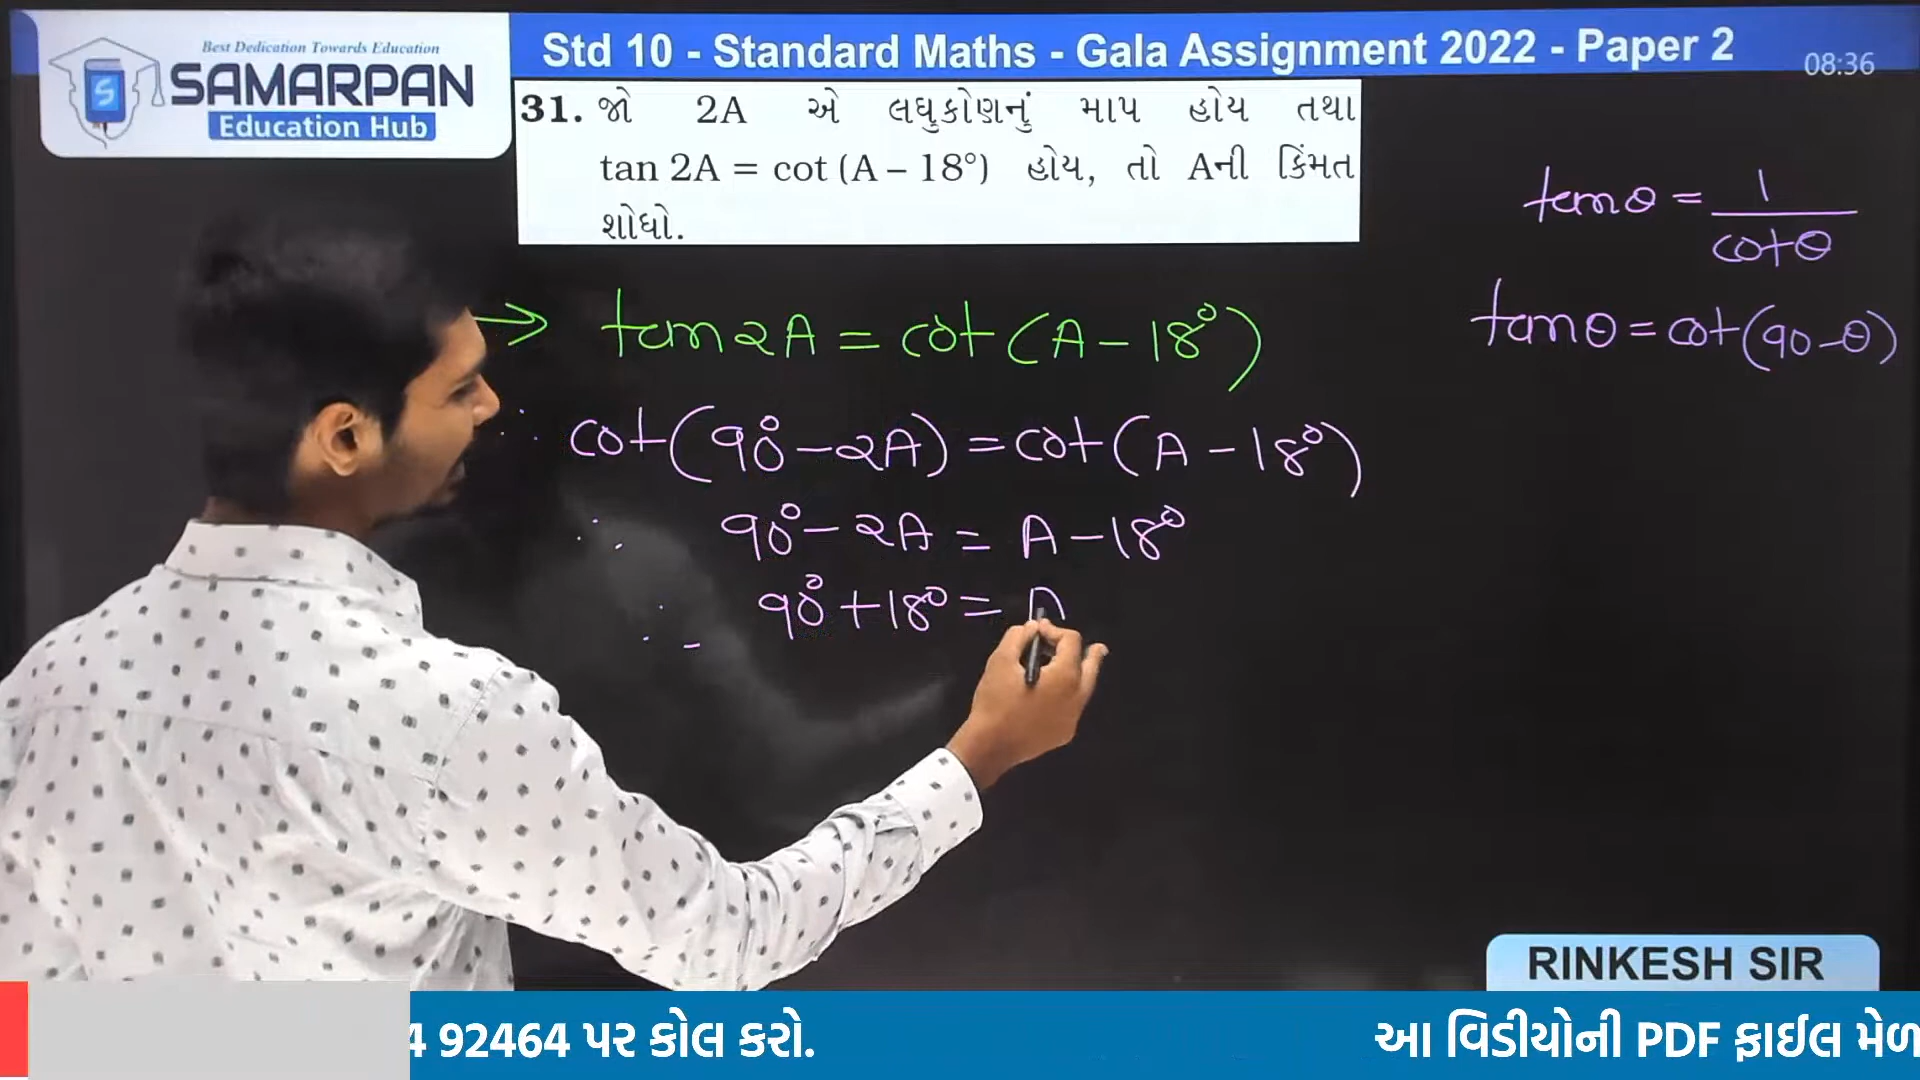 Best Dedication Towards Education
SAMARPAN
Education Hub
Std 10 - Standard Maths - Gala Assignment 2022 - Paper 2
08:36
31. જો 2A એ લઘુકોણનું માપ હોય તથા
tan 2A = cot (A – 18°) હોય, તો Aની કિંમત
શોધો.
tanθ = 1/cotθ
tanθ = cot(90-θ)
→ tan2A = cot(A-18°)
∴ cot(90°-2A) = cot(A-18°)
∴ 90°-2A = A-18°
∴ 90°+18° = A
RINKESH SIR
4 92464 પર કોલ કરો.
આ વિડીયોની PDF ફાઈલ મેળ